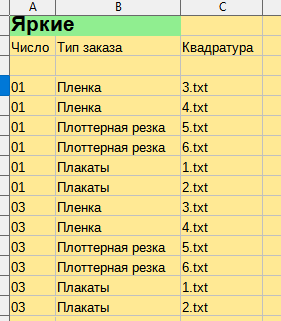 A B C
Яркие
Число Тип заказа Квадратура
01 Пленка 3.txt
01 Пленка 4.txt
01 Плоттерная резка 5.txt
01 Плоттерная резка 6.txt
01 Плакаты 1.txt
01 Плакаты 2.txt
03 Пленка 3.txt
03 Пленка 4.txt
03 Плоттерная резка 5.txt
03 Плоттерная резка 6.txt
03 Плакаты 1.txt
03 Плакаты 2.txt